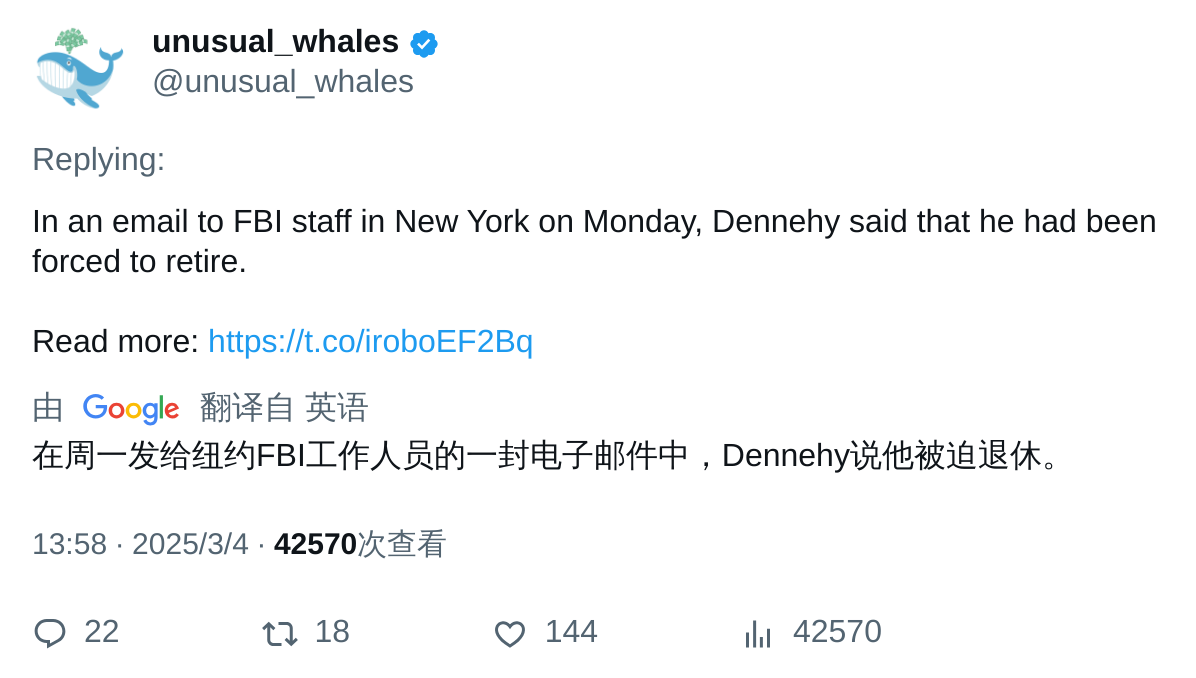 unusual_whales
@unusual_whales
Replying:
In an email to FBI staff in New York on Monday, Dennehy said that he had been
forced to retire.
Read more: https://t.co/iroboEF2Bq
由 Google 翻译自 英语
在周一发给纽约FBI工作人员的一封电子邮件中，Dennehy说他被迫退休。
13:58 · 2025/3/4 · 42570次查看
22 18 144 42570